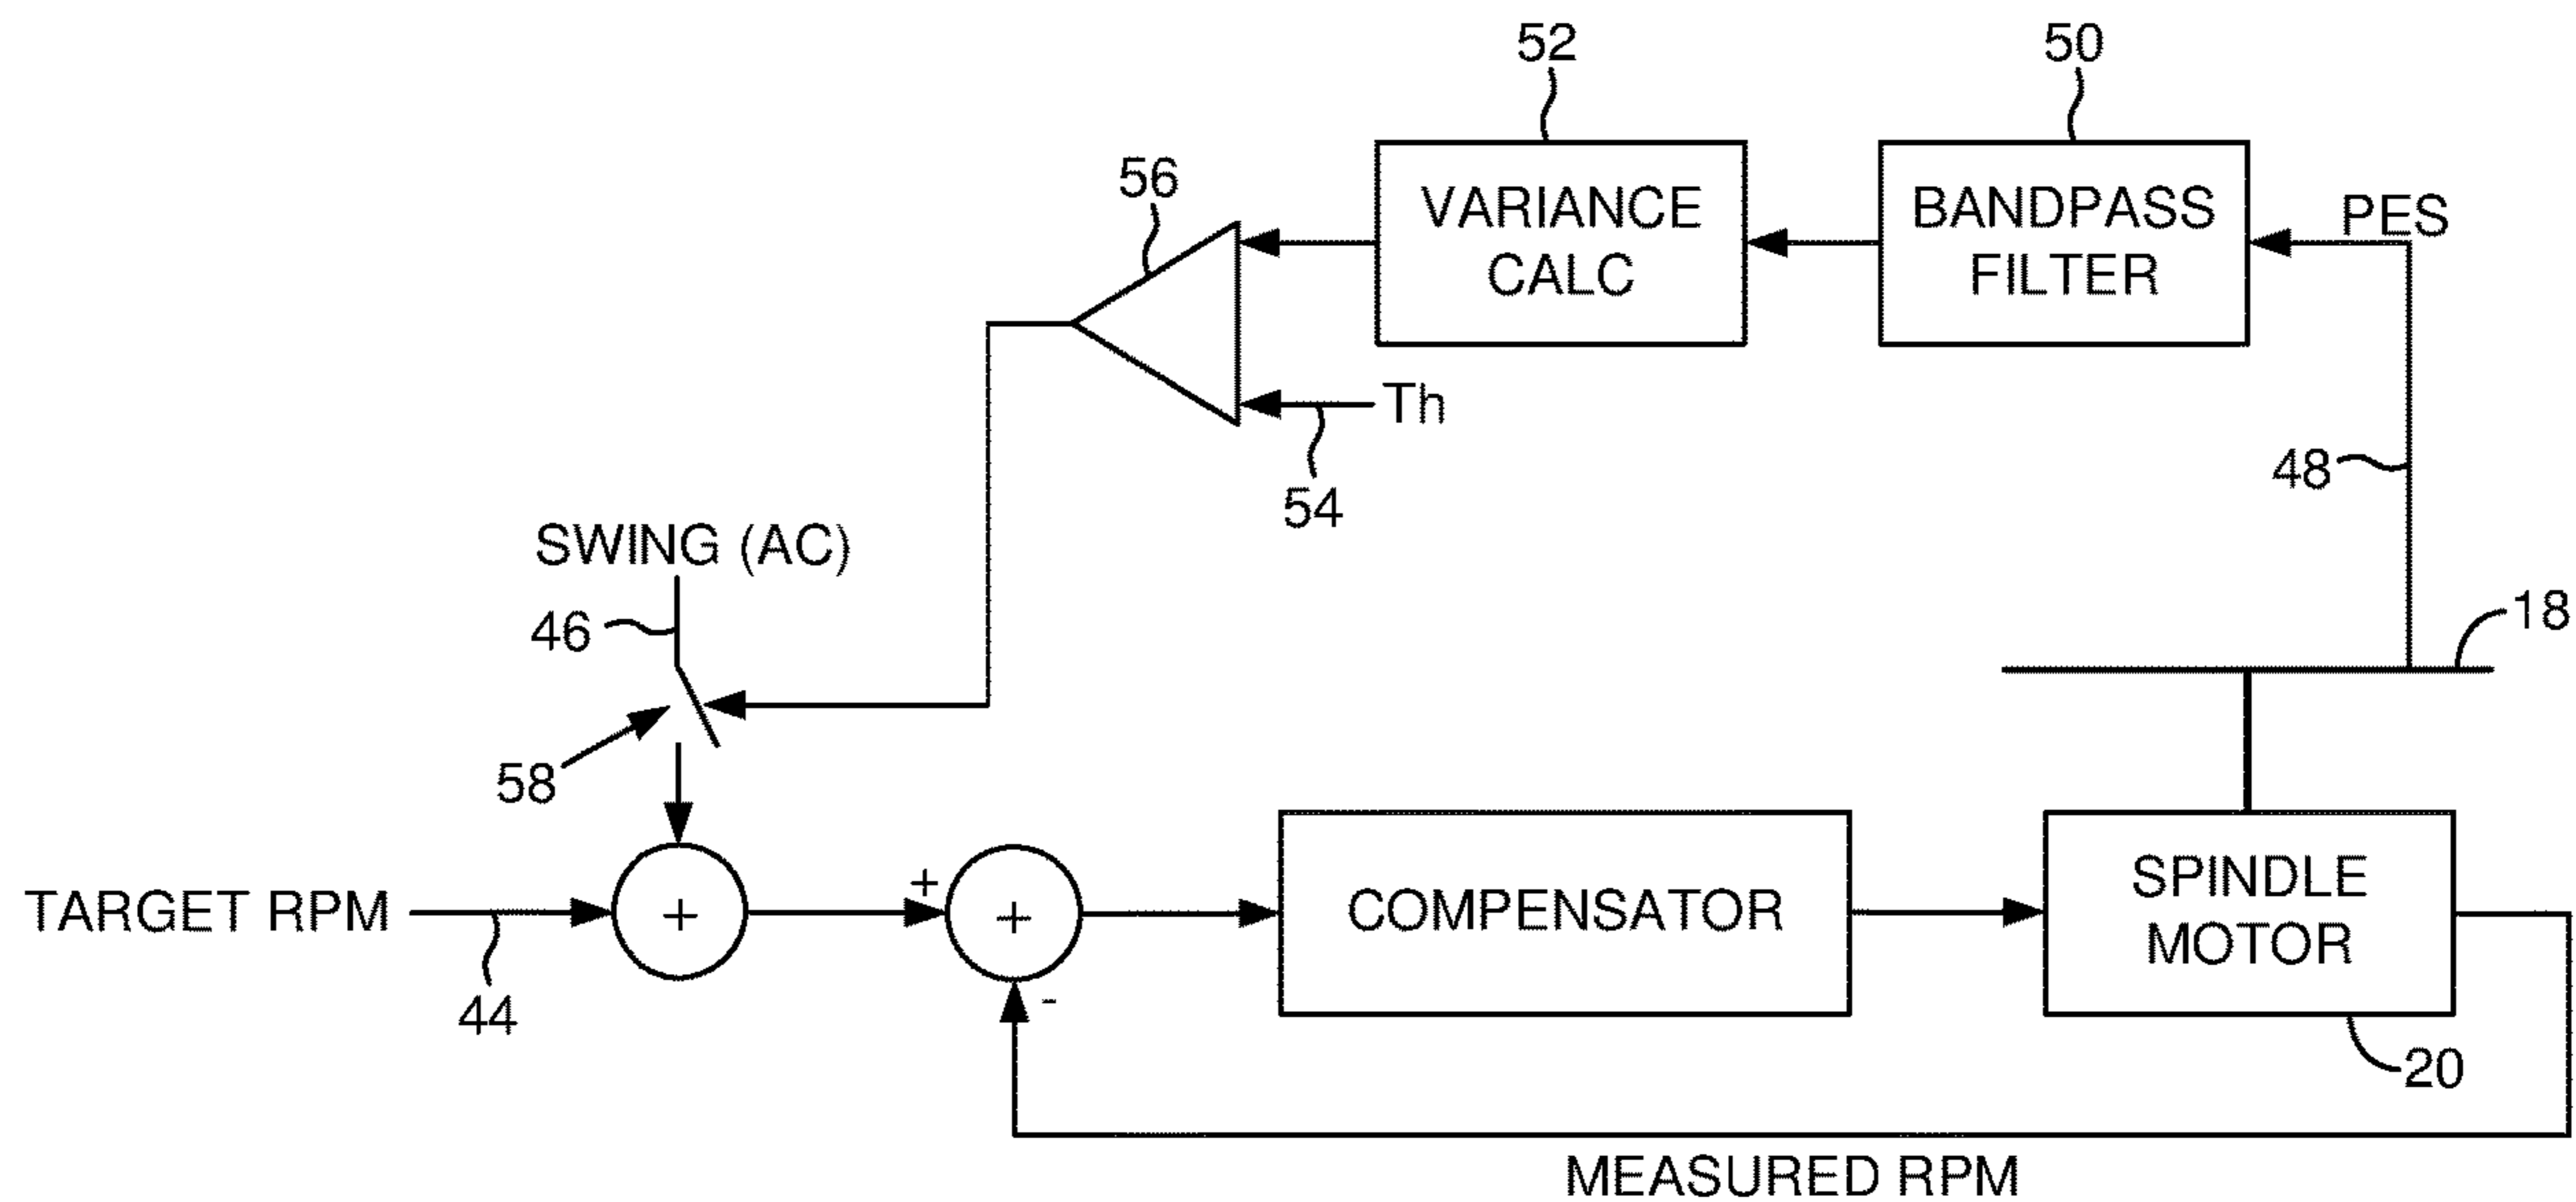 52
50
56
VARIANCE
CALC
BANDPASS
FILTER
PES
Th
54
48
SWING (AC)
46
18
58
TARGET RPM
44
+
+
+
-
COMPENSATOR
SPINDLE
MOTOR
20
MEASURED RPM